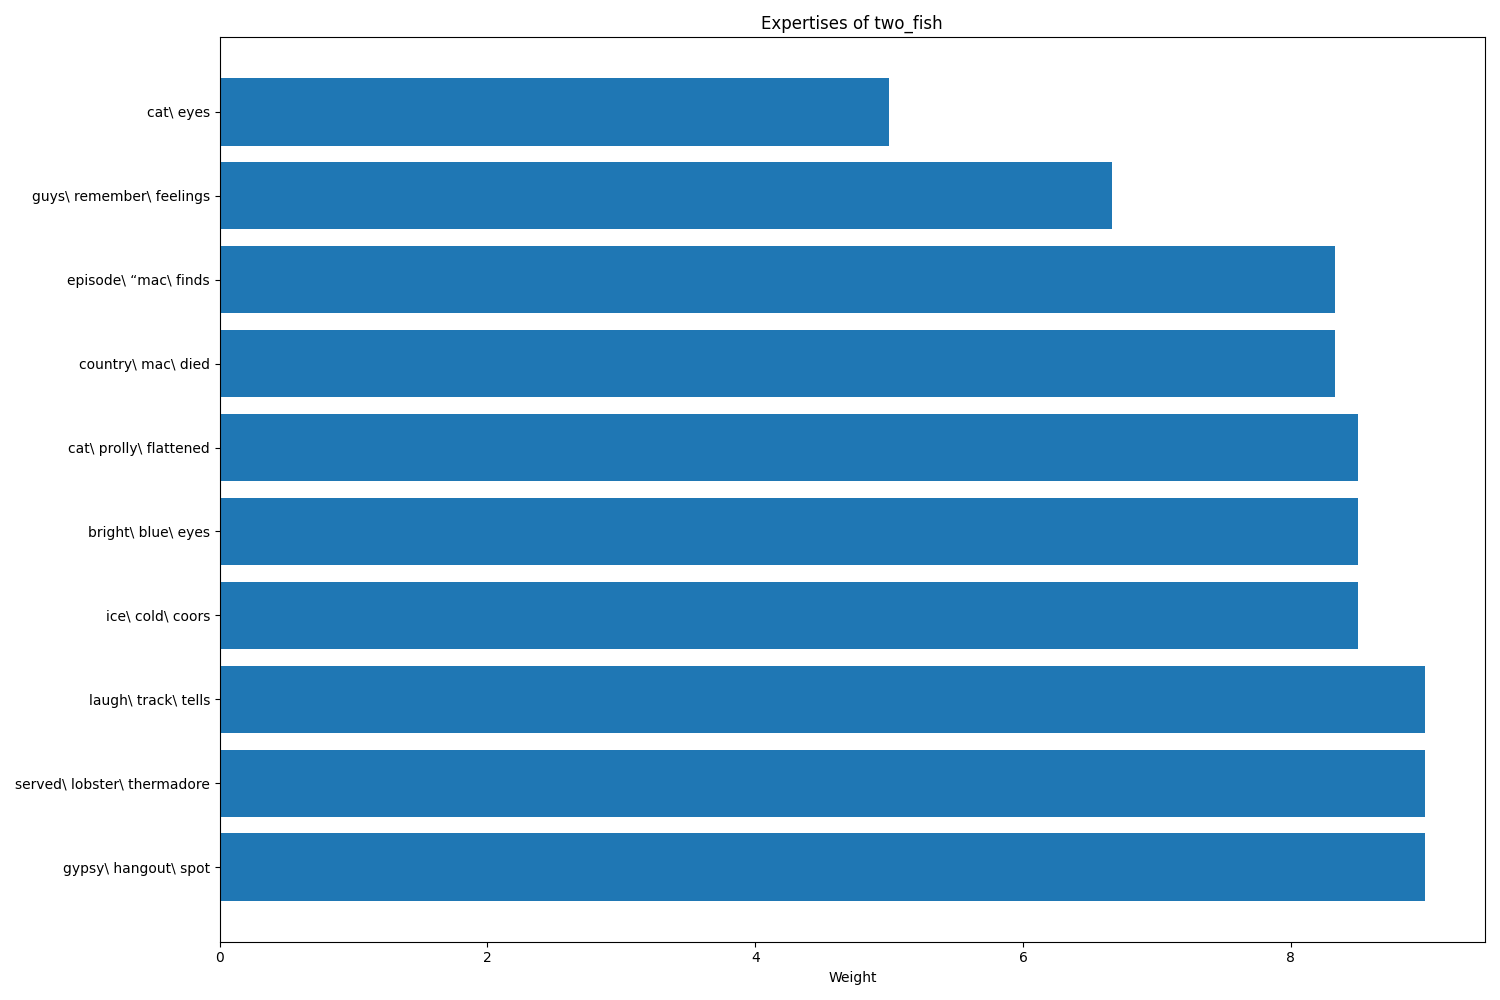 Expertises of two_fish
cat\ eyes
guys\ remember\ feelings
episode\ “mac\ finds
country\ mac\ died
cat\ prolly\ flattened
bright\ blue\ eyes
ice\ cold\ coors
laugh\ track\ tells
served\ lobster\ thermadore
gypsy\ hangout\ spot
0 2 4 6 8
Weight